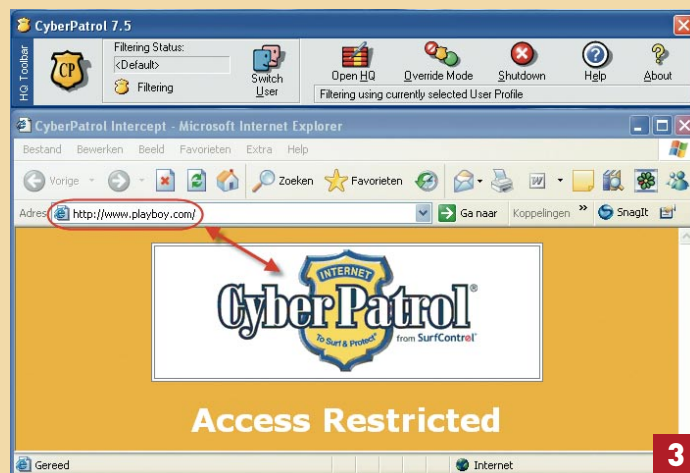 CyberPatrol 7.5
HQ Toolbar
CP
Filtering Status:
<Default>
Filtering
Switch User
Open HQ
Override Mode
Shutdown
Help
About
Filtering using currently selected User Profile
CyberPatrol Intercept - Microsoft Internet Explorer
Bestand Bewerken Beeld Favorieten Extra Help
Vorige Zoeken Favorieten
Adres http://www.playboy.com/ Ga naar Koppelingen » SnagIt
INTERNET
CyberPatrol®
To Surf & Protect®
from SurfControl®
Access Restricted
Gereed Internet
3